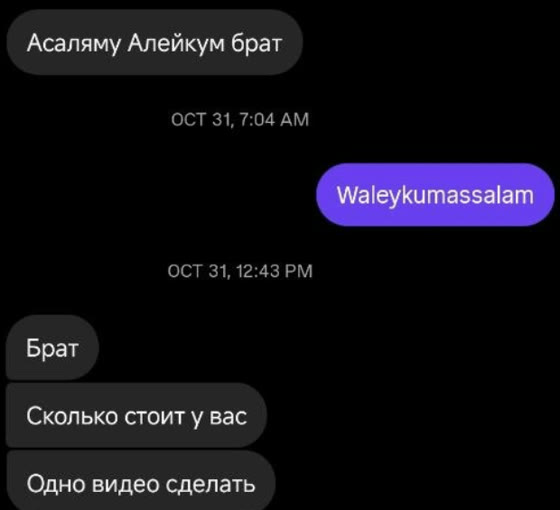 Асаляму Алейкум брат
OCT 31, 7:04 AM
Waleykumassalam
OCT 31, 12:43 PM
Брат
Сколько стоит у вас
Одно видео сделать